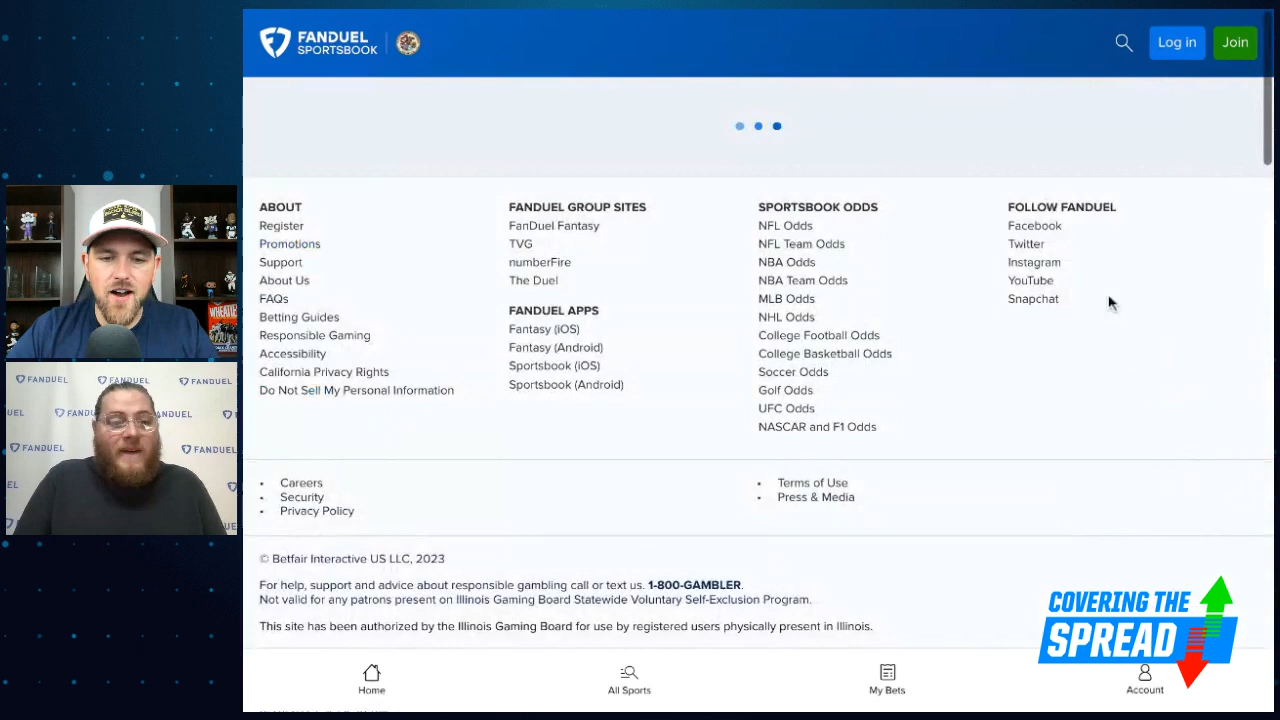 FANDUEL
SPORTSBOOK
Log in
Join
ABOUT
Register
Promotions
Support
About Us
FAQs
Betting Guides
Responsible Gaming
Accessibility
California Privacy Rights
Do Not Sell My Personal Information
FANDUEL GROUP SITES
FanDuel Fantasy
TVG
numberFire
The Duel
FANDUEL APPS
Fantasy (iOS)
Fantasy (Android)
Sportsbook (iOS)
Sportsbook (Android)
SPORTSBOOK ODDS
NFL Odds
NFL Team Odds
NBA Odds
NBA Team Odds
MLB Odds
NHL Odds
College Football Odds
College Basketball Odds
Soccer Odds
Golf Odds
UFC Odds
NASCAR and F1 Odds
FOLLOW FANDUEL
Facebook
Twitter
Instagram
YouTube
Snapchat
• Careers
• Security
• Privacy Policy
• Terms of Use
• Press & Media
© Betfair Interactive US LLC, 2023
For help, support and advice about responsible gambling call or text us. 1-800-GAMBLER.
Not valid for any patrons present on Illinois Gaming Board Statewide Voluntary Self-Exclusion Program.
This site has been authorized by the Illinois Gaming Board for use by registered users physically present in Illinois.
Home
All Sports
My Bets
Account
COVERING THE
SPREAD
WHEATIES
FANDUEL FANDUEL FANDUEL
FANDUEL
FANDUEL FANDUEL